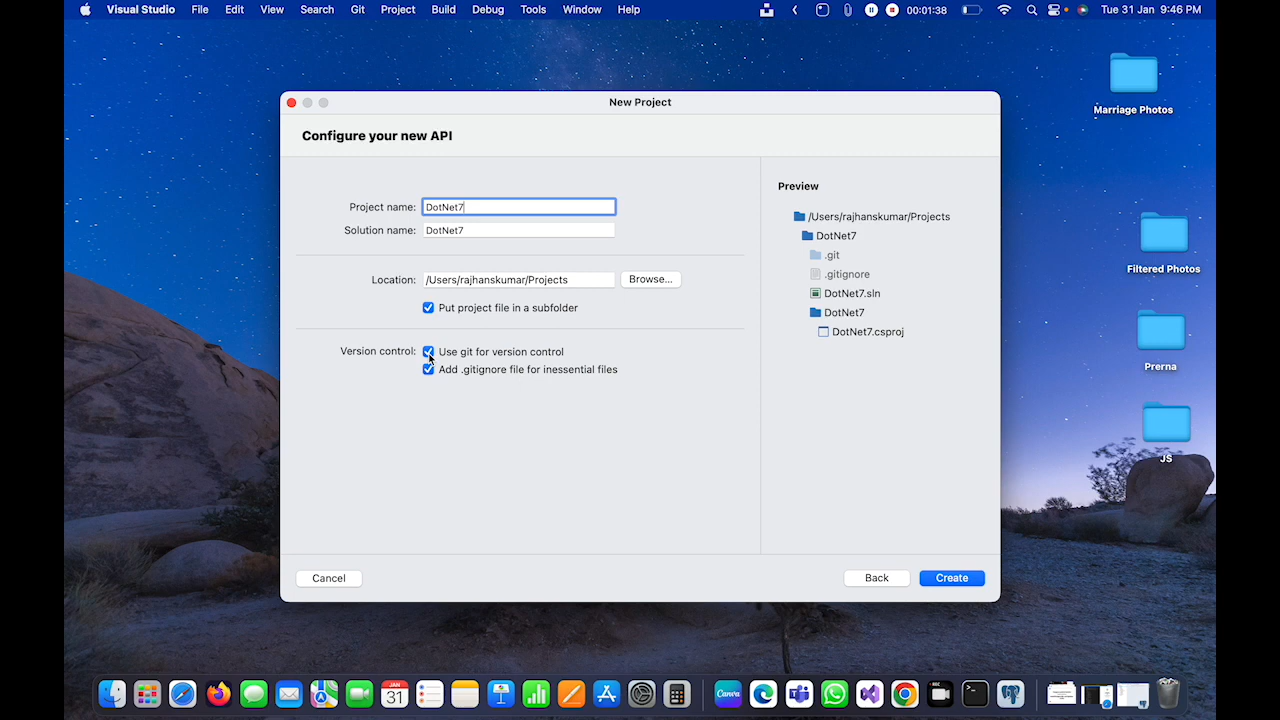 Visual Studio File Edit View Search Git Project Build Debug Tools Window Help 00:01:38 Tue 31 Jan 9:46 PM
New Project
Configure your new API
Project name: DotNet7
Solution name: DotNet7
Location: /Users/rajhanskumar/Projects Browse...
Put project file in a subfolder
Version control: Use git for version control
Add .gitignore file for inessential files
Preview
/Users/rajhanskumar/Projects
DotNet7
.git
.gitignore
DotNet7.sln
DotNet7
DotNet7.csproj
Cancel Back Create
Marriage Photos
Filtered Photos
Prerna
JS
JAN
31
Canva
REC